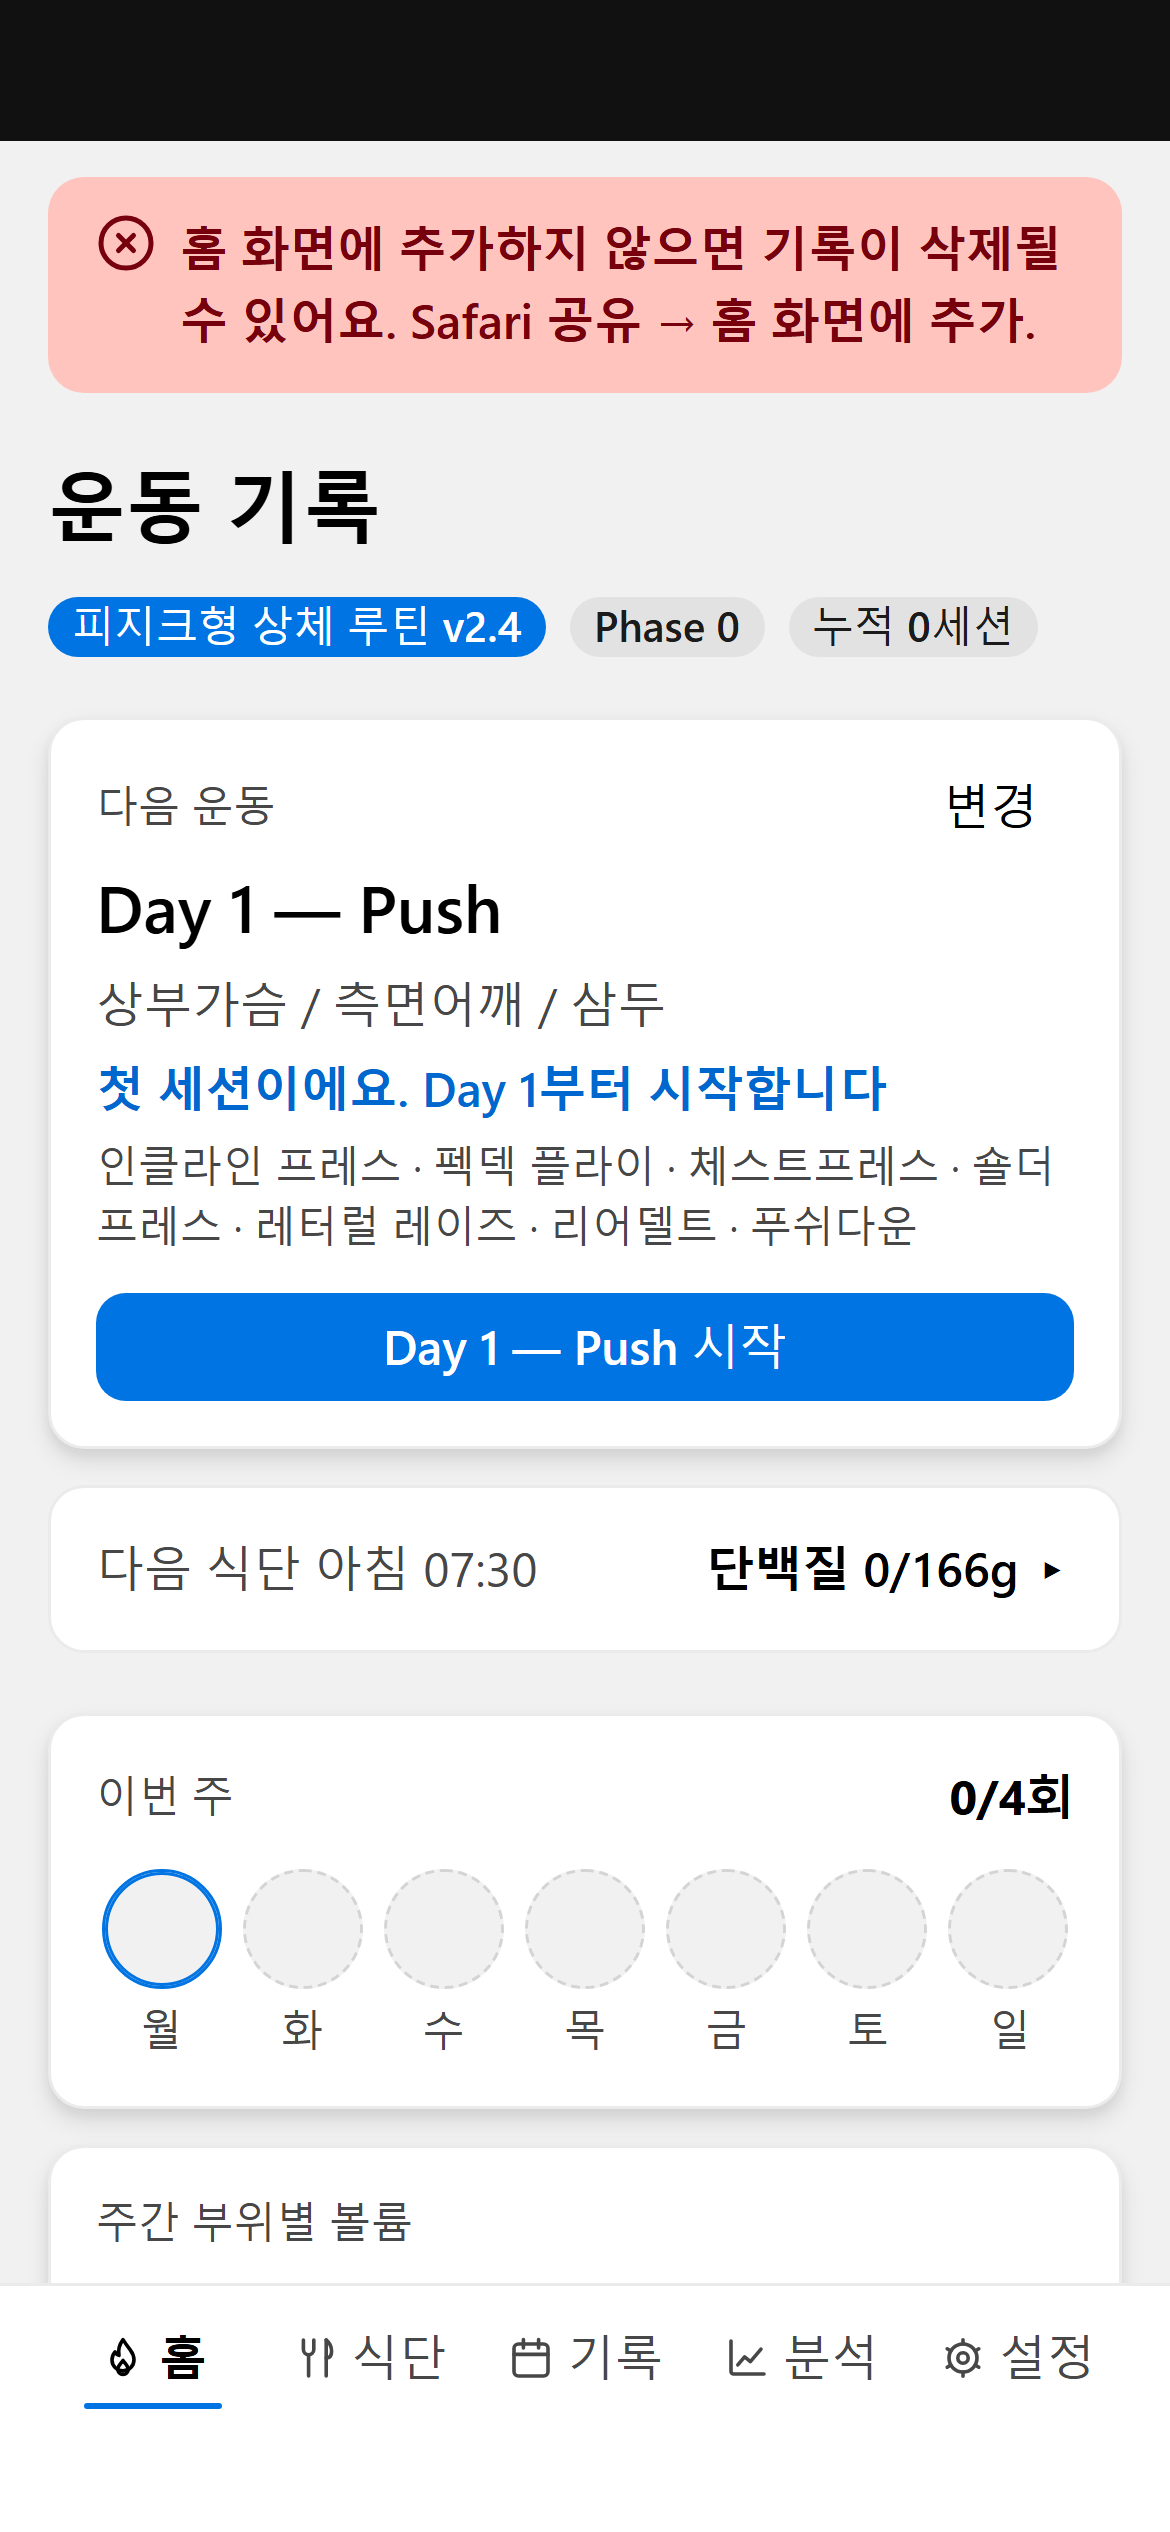 홈 화면에 추가하지 않으면 기록이 삭제될
수 있어요. Safari 공유 → 홈 화면에 추가.
운동 기록
피지크형 상체 루틴 v2.4
Phase 0
누적 0세션
다음 운동
변경
Day 1 — Push
상부가슴 / 측면어깨 / 삼두
첫 세션이에요. Day 1부터 시작합니다
인클라인 프레스 · 펙덱 플라이 · 체스트프레스 · 숄더
프레스 · 레터럴 레이즈 · 리어델트 · 푸쉬다운
Day 1 — Push 시작
다음 식단 아침 07:30
단백질 0/166g ▸
이번 주
0/4회
월 화 수 목 금 토 일
주간 부위별 볼륨
홈 식단 기록 분석 설정